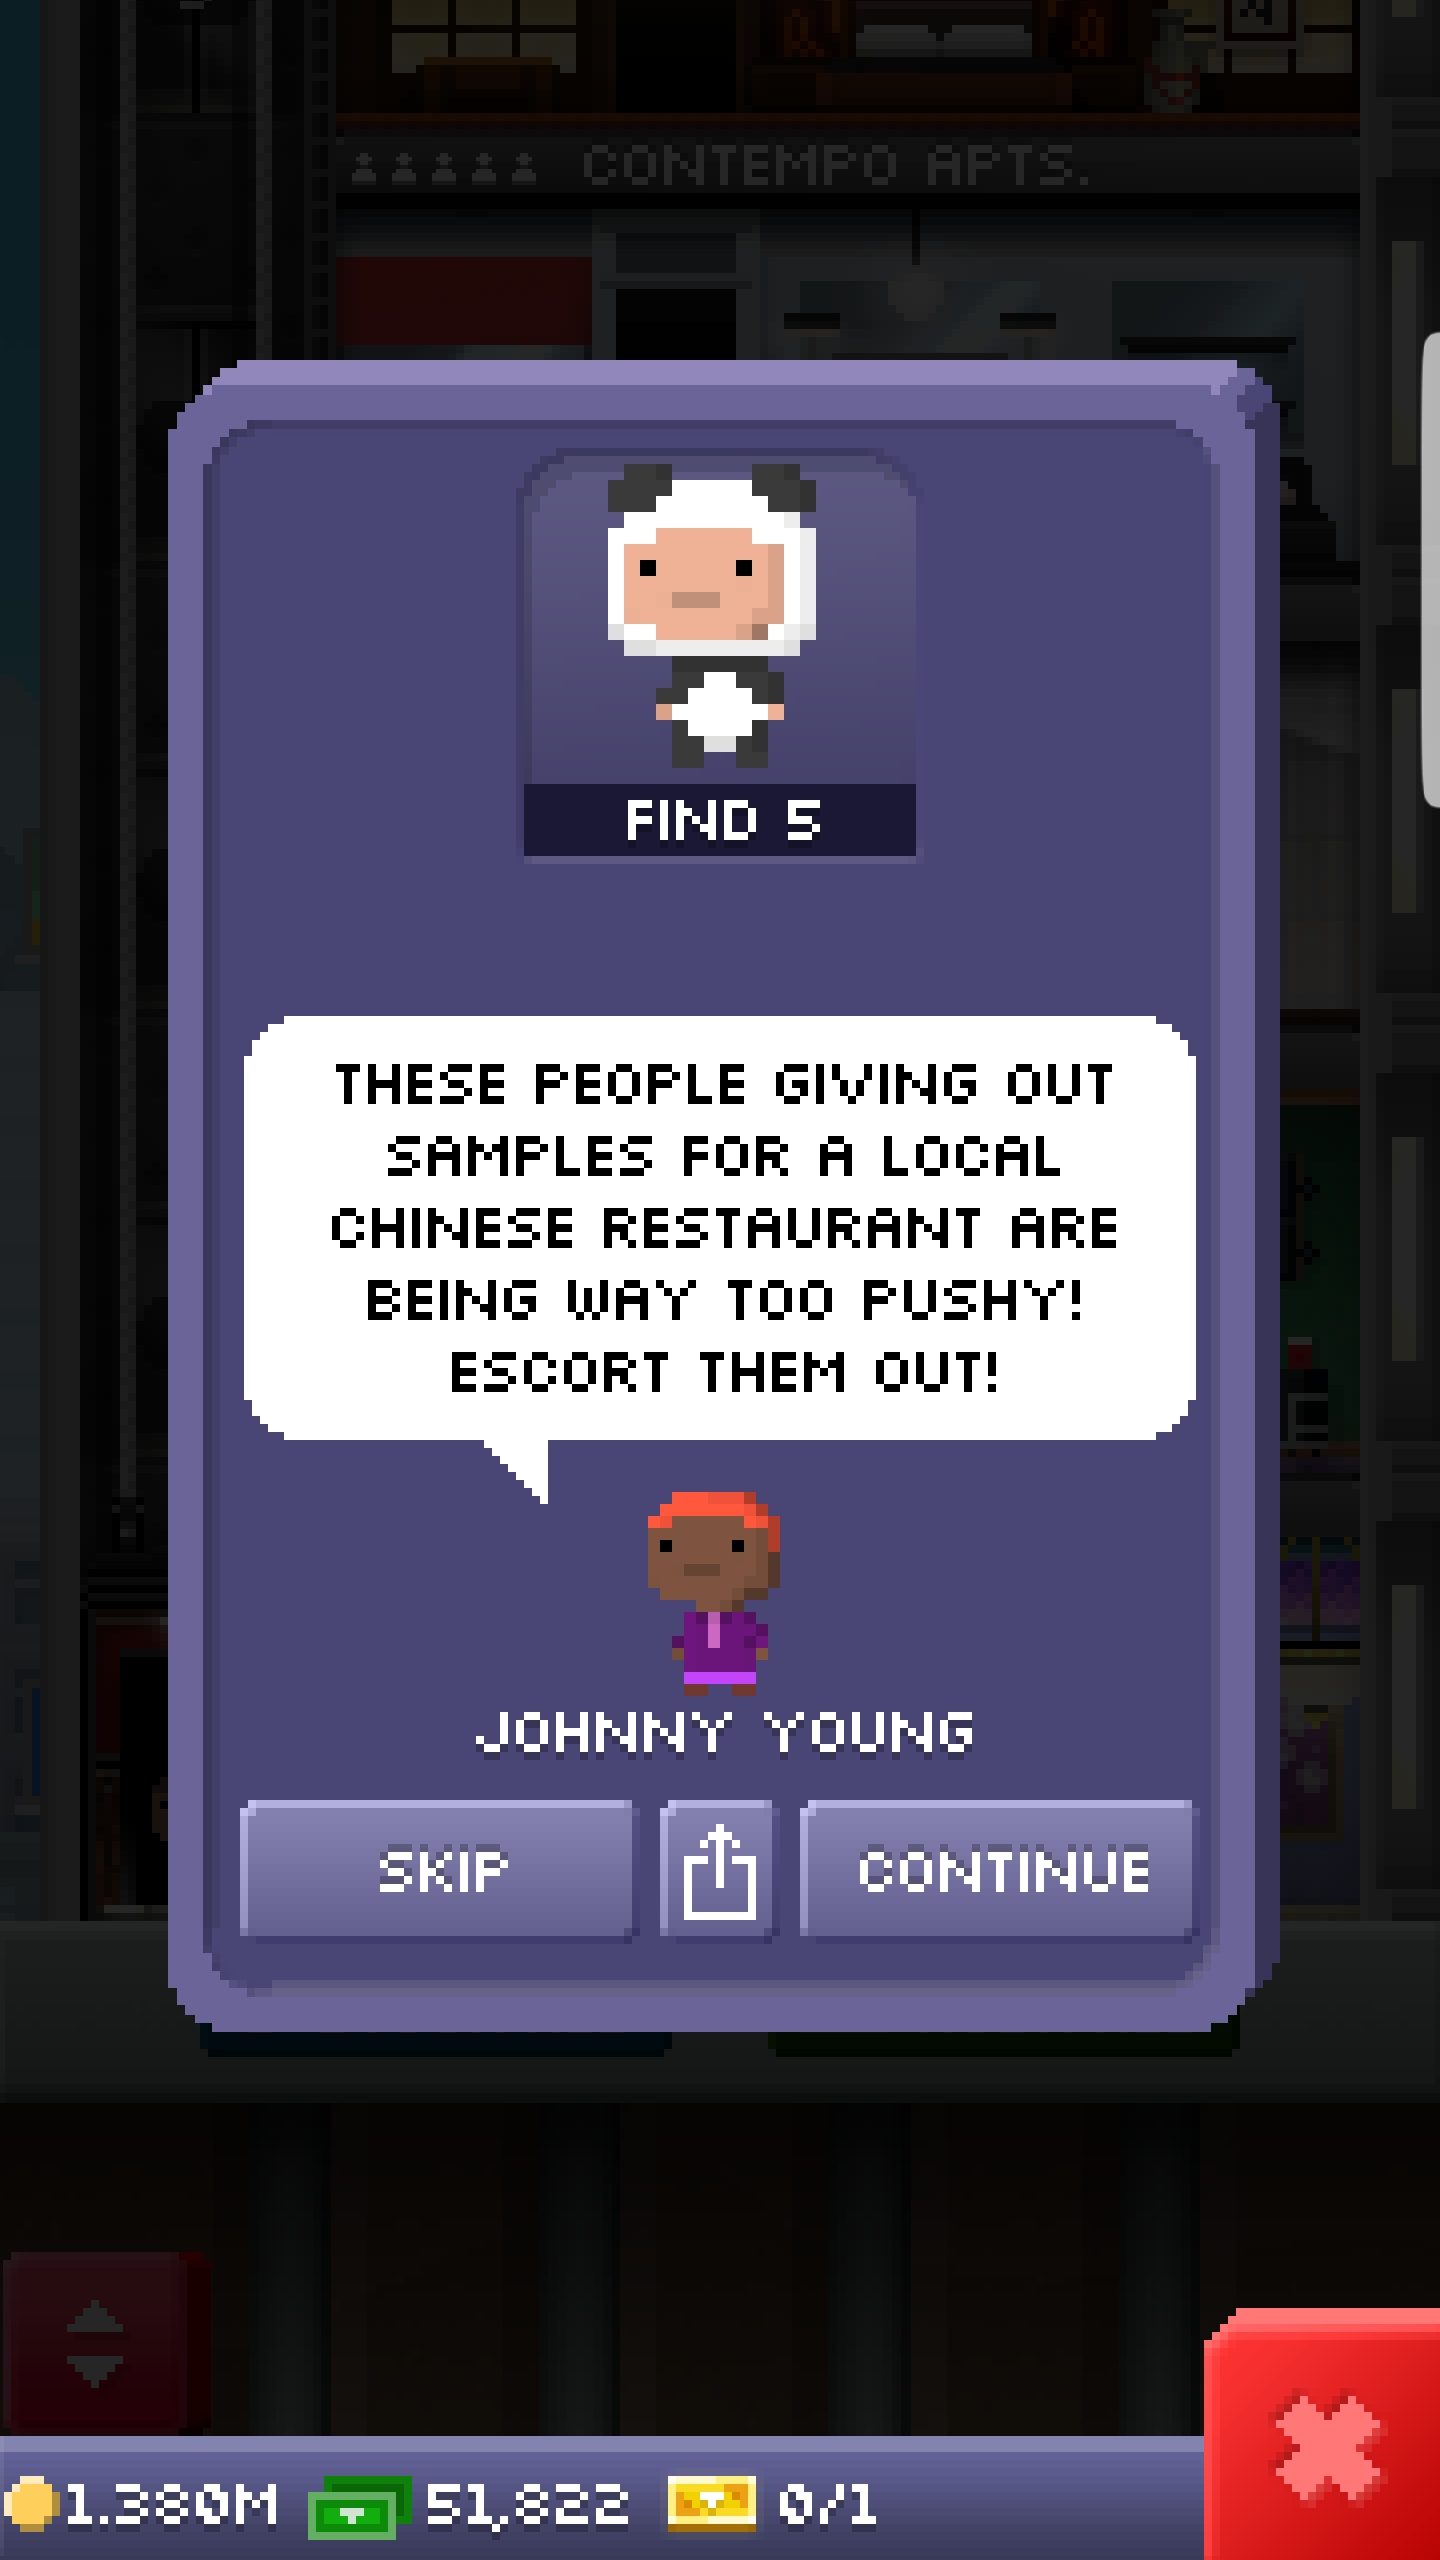 CONTEMPO APTS.
FIND 5
THESE PEOPLE GIVING OUT
SAMPLES FOR A LOCAL
CHINESE RESTAURANT ARE
BEING WAY TOO PUSHY!
ESCORT THEM OUT!
JOHNNY YOUNG
SKIP
CONTINUE
1.380M 51,822 0/1